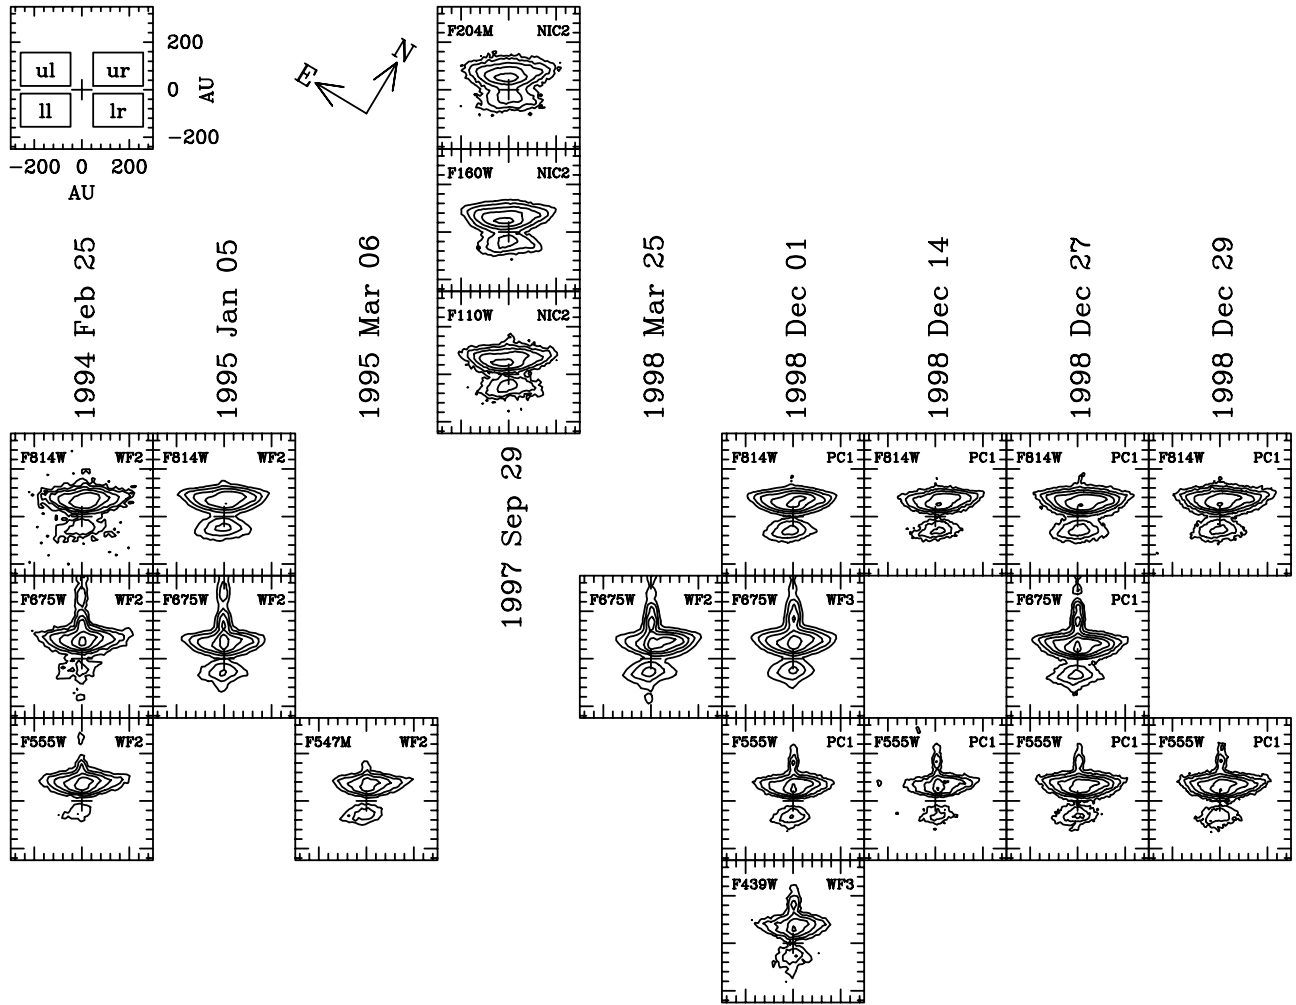 ul ur
ll lr
200
0
−200
AU
−200 0 200
AU
E
N
F204M NIC2
F160W NIC2
F110W NIC2
1994 Feb 25
1995 Jan 05
1995 Mar 06
1997 Sep 29
1998 Mar 25
1998 Dec 01
1998 Dec 14
1998 Dec 27
1998 Dec 29
F814W WF2
F814W WF2
F814W PC1
F814W PC1
F814W PC1
F814W PC1
F675W WF2
F675W WF2
F675W WF2
F675W WF3
F675W PC1
F555W WF2
F547M WF2
F555W PC1
F555W PC1
F555W PC1
F555W PC1
F439W WF3